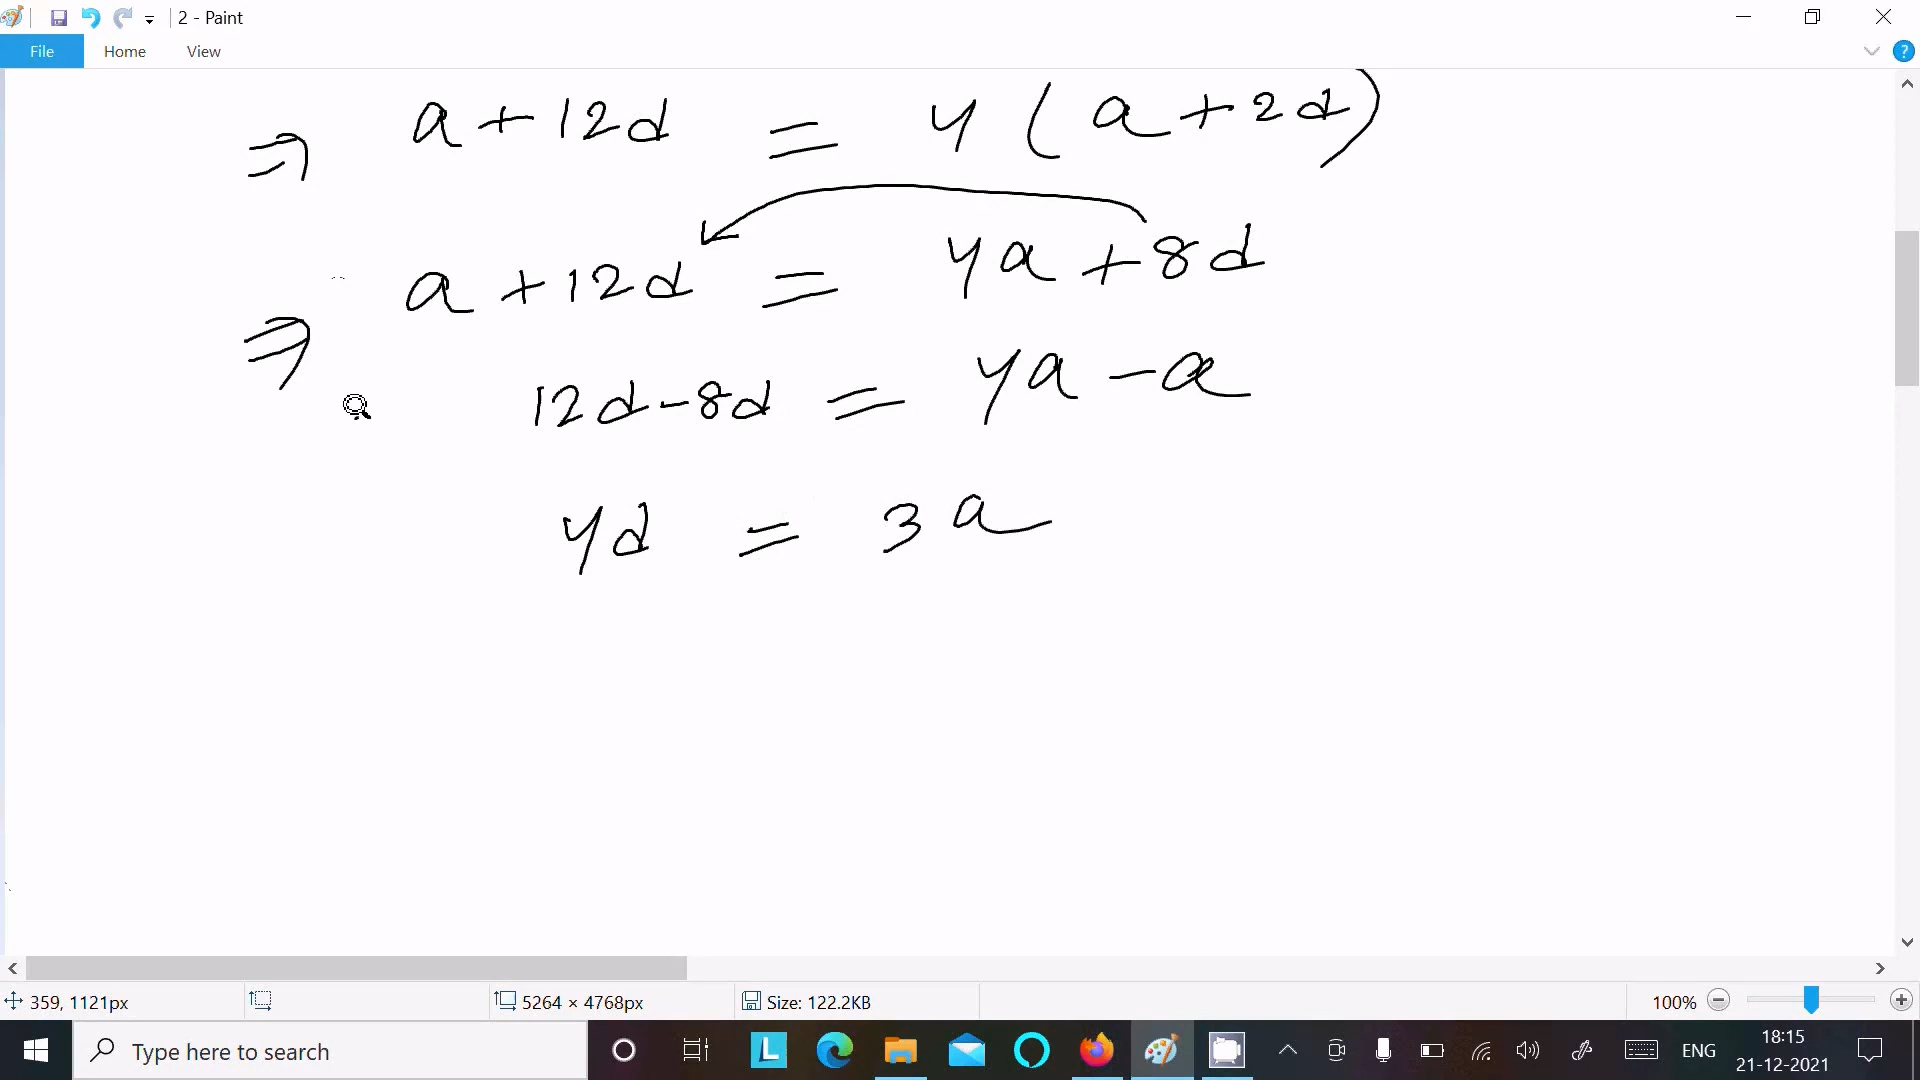 2 - Paint
File Home View
⇒ a + 12d = 4 ( a + 2d )
a + 12d = 4a + 8d
⇒
12d - 8d = 4a - a
4d = 3a
359, 1121px 5264 × 4768px Size: 122.2KB 100%
Type here to search L ENG 18:15
21-12-2021